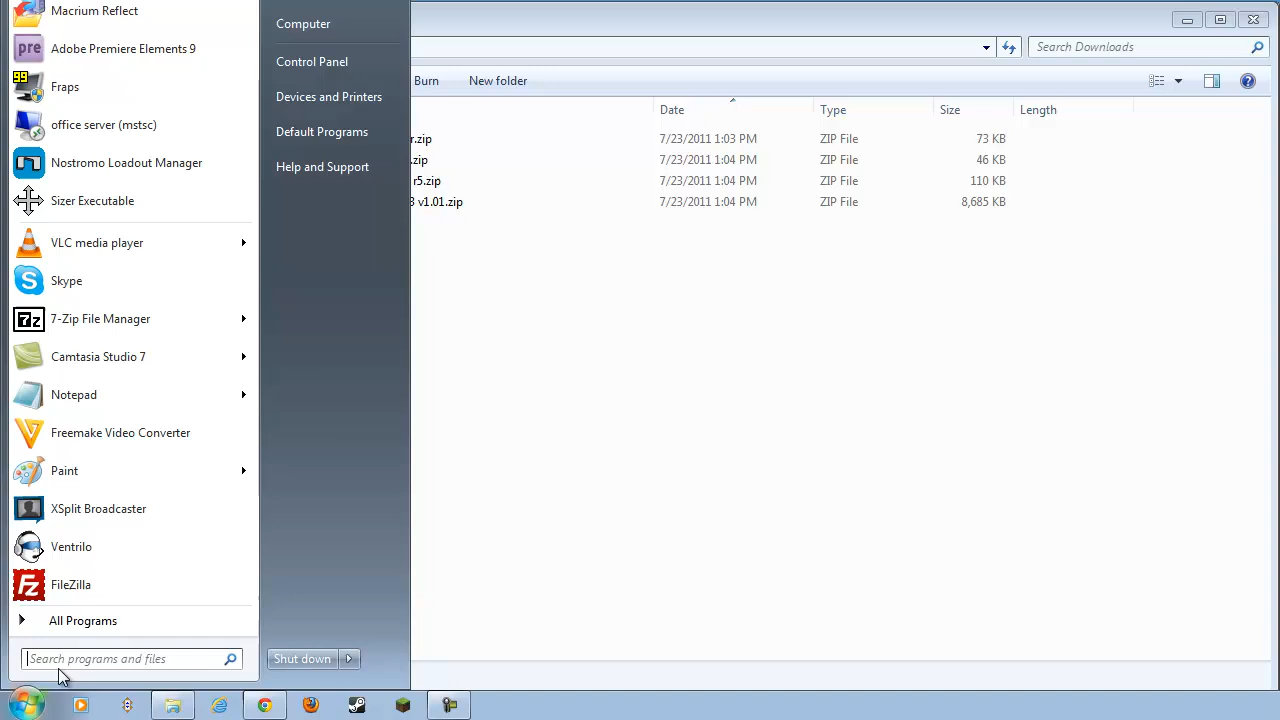 Macrium Reflect
pre Adobe Premiere Elements 9
99 Fraps
office server (mstsc)
Nostromo Loadout Manager
Sizer Executable
VLC media player
Skype
7z 7-Zip File Manager
Camtasia Studio 7
Notepad
Freemake Video Converter
Paint
XSplit Broadcaster
Ventrilo
Fz FileZilla
All Programs
Search programs and files
Computer
Control Panel
Devices and Printers
Default Programs
Help and Support
Shut down
Search Downloads
Burn New folder
Date Type Size Length
r.zip 7/23/2011 1:03 PM ZIP File 73 KB
.zip 7/23/2011 1:04 PM ZIP File 46 KB
r5.zip 7/23/2011 1:04 PM ZIP File 110 KB
v1.01.zip 7/23/2011 1:04 PM ZIP File 8,685 KB